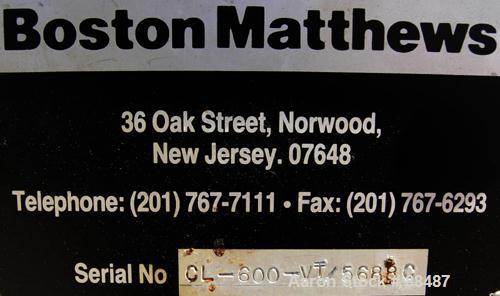 Boston Matthews
36 Oak Street, Norwood,
New Jersey. 07648
Telephone: (201) 767-7111 • Fax: (201) 767-6293
Serial No CL-600-VT/5688C